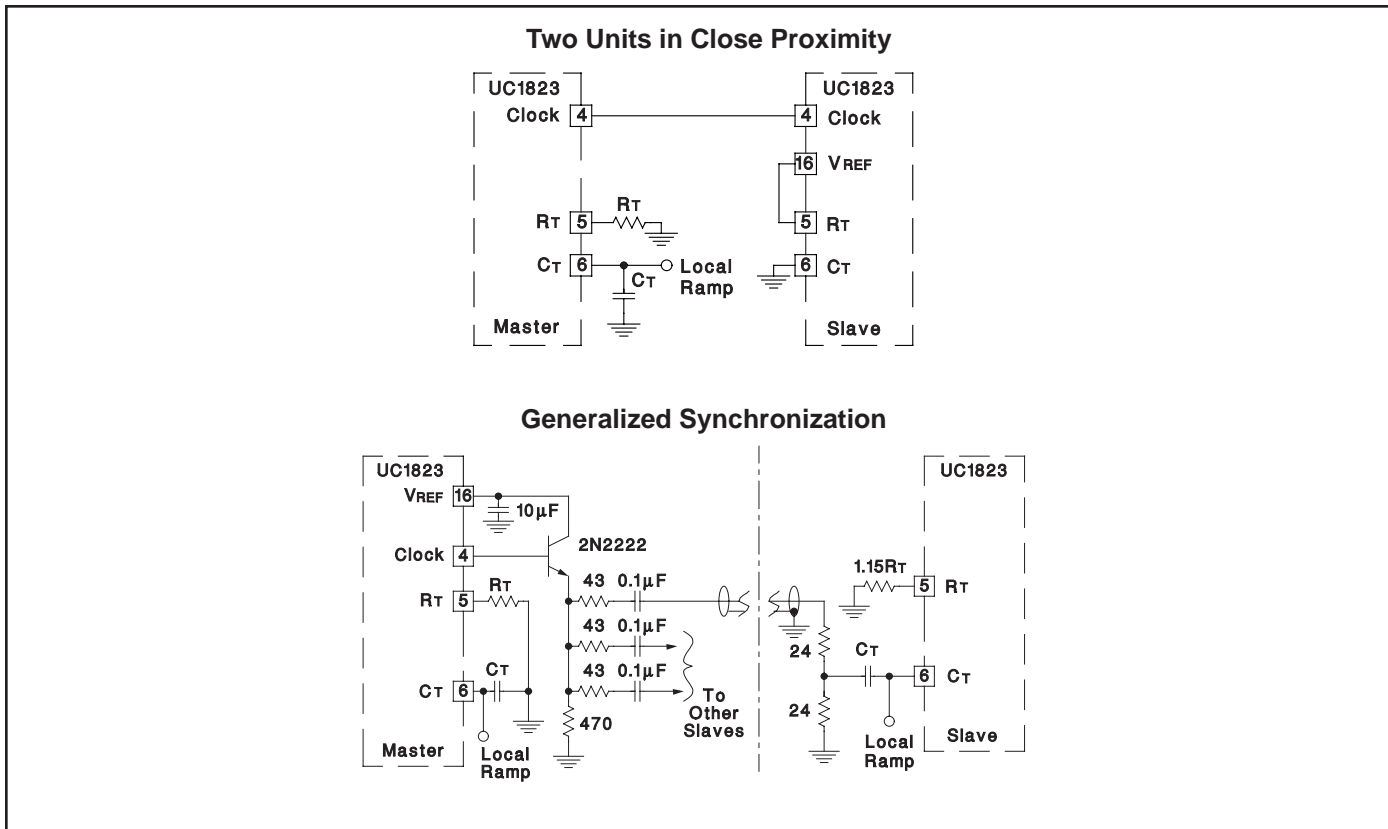 Two Units in Close Proximity
UC1823
Clock 4
RT 5
RT
CT 6
CT
Local
Ramp
Master
UC1823
4 Clock
16 VREF
5 RT
6 CT
Slave
Generalized Synchronization
UC1823
VREF 16
10µF
Clock 4
2N2222
RT 5
RT
CT 6
CT
Local
Ramp
Master
43 0.1µF
43 0.1µF
43 0.1µF
470
To
Other
Slaves
UC1823
1.15RT
5 RT
24
CT
6 CT
24
Local
Ramp
Slave